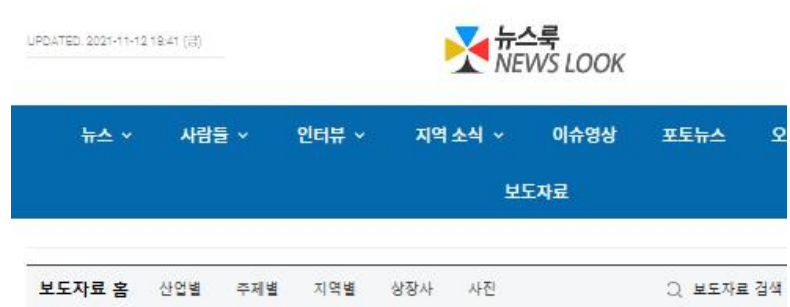 UPDATED. 2021-11-12 18:41 (금)
뉴스룩
NEWS LOOK
뉴스 사람들 인터뷰 지역 소식 이슈영상 포토뉴스 오
보도자료
보도자료 홈 산업별 주제별 지역별 상장사 사진 보도자료 검색